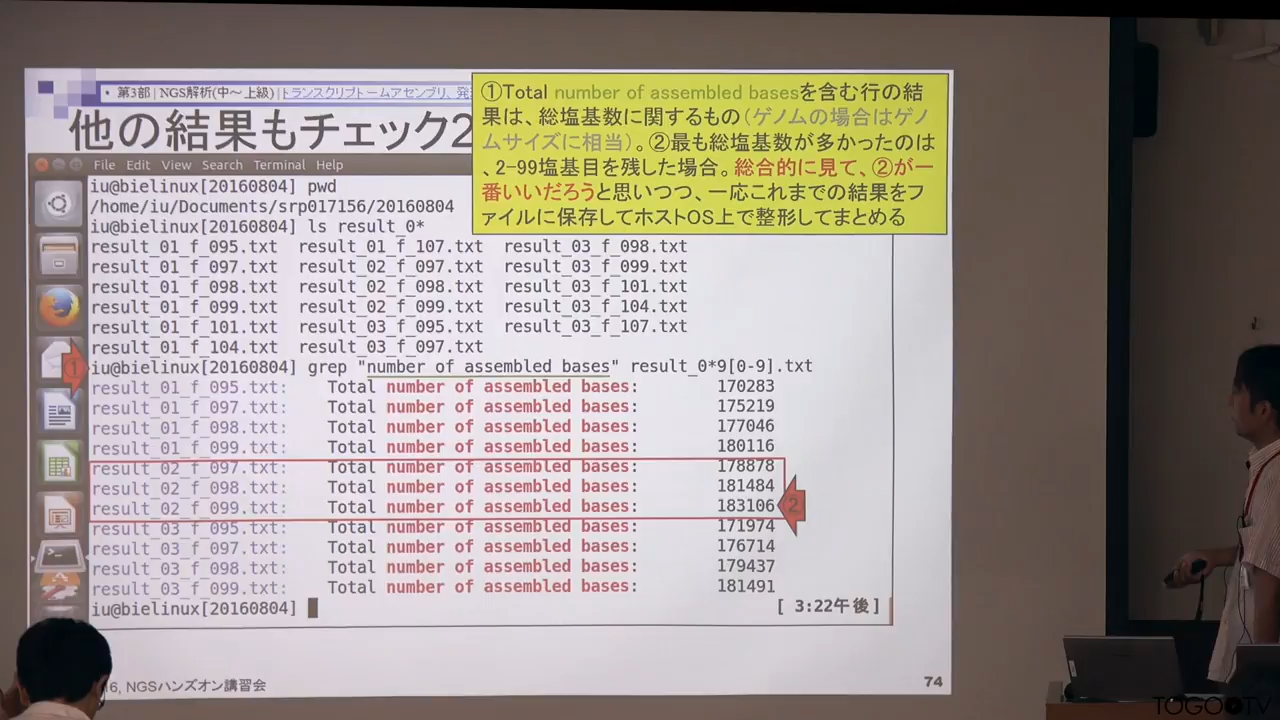 ・第3部 | NGS解析(中～上級) | トランスクリプトームアセンブリ、発
他の結果もチェック2
①Total number of assembled basesを含む行の結
果は、総塩基数に関するもの(ゲノムの場合はゲノ
ムサイズに相当)。②最も総塩基数が多かったのは
、2-99塩基目を残した場合。総合的に見て、②が一
番いいだろうと思いつつ、一応これまでの結果をフ
ァイルに保存してホストOS上で整形してまとめる
File Edit View Search Terminal Help
iu@bielinux[20160804] pwd
/home/iu/Documents/srp017156/20160804
iu@bielinux[20160804] ls result_0*
result_01_f_095.txt result_01_f_107.txt result_03_f_098.txt
result_01_f_097.txt result_02_f_097.txt result_03_f_099.txt
result_01_f_098.txt result_02_f_098.txt result_03_f_101.txt
result_01_f_099.txt result_02_f_099.txt result_03_f_104.txt
result_01_f_101.txt result_03_f_095.txt result_03_f_107.txt
result_01_f_104.txt result_03_f_097.txt
①
iu@bielinux[20160804] grep "number of assembled bases" result_0*9[0-9].txt
result_01_f_095.txt: Total number of assembled bases: 170283
result_01_f_097.txt: Total number of assembled bases: 175219
result_01_f_098.txt: Total number of assembled bases: 177046
result_01_f_099.txt: Total number of assembled bases: 180116
result_02_f_097.txt: Total number of assembled bases: 178878
result_02_f_098.txt: Total number of assembled bases: 181484
result_02_f_099.txt: Total number of assembled bases: 183106
②
result_03_f_095.txt: Total number of assembled bases: 171974
result_03_f_097.txt: Total number of assembled bases: 176714
result_03_f_098.txt: Total number of assembled bases: 179437
result_03_f_099.txt: Total number of assembled bases: 181491
iu@bielinux[20160804] [ 3:22午後]
16, NGSハンズオン講習会
74
TOGOTV